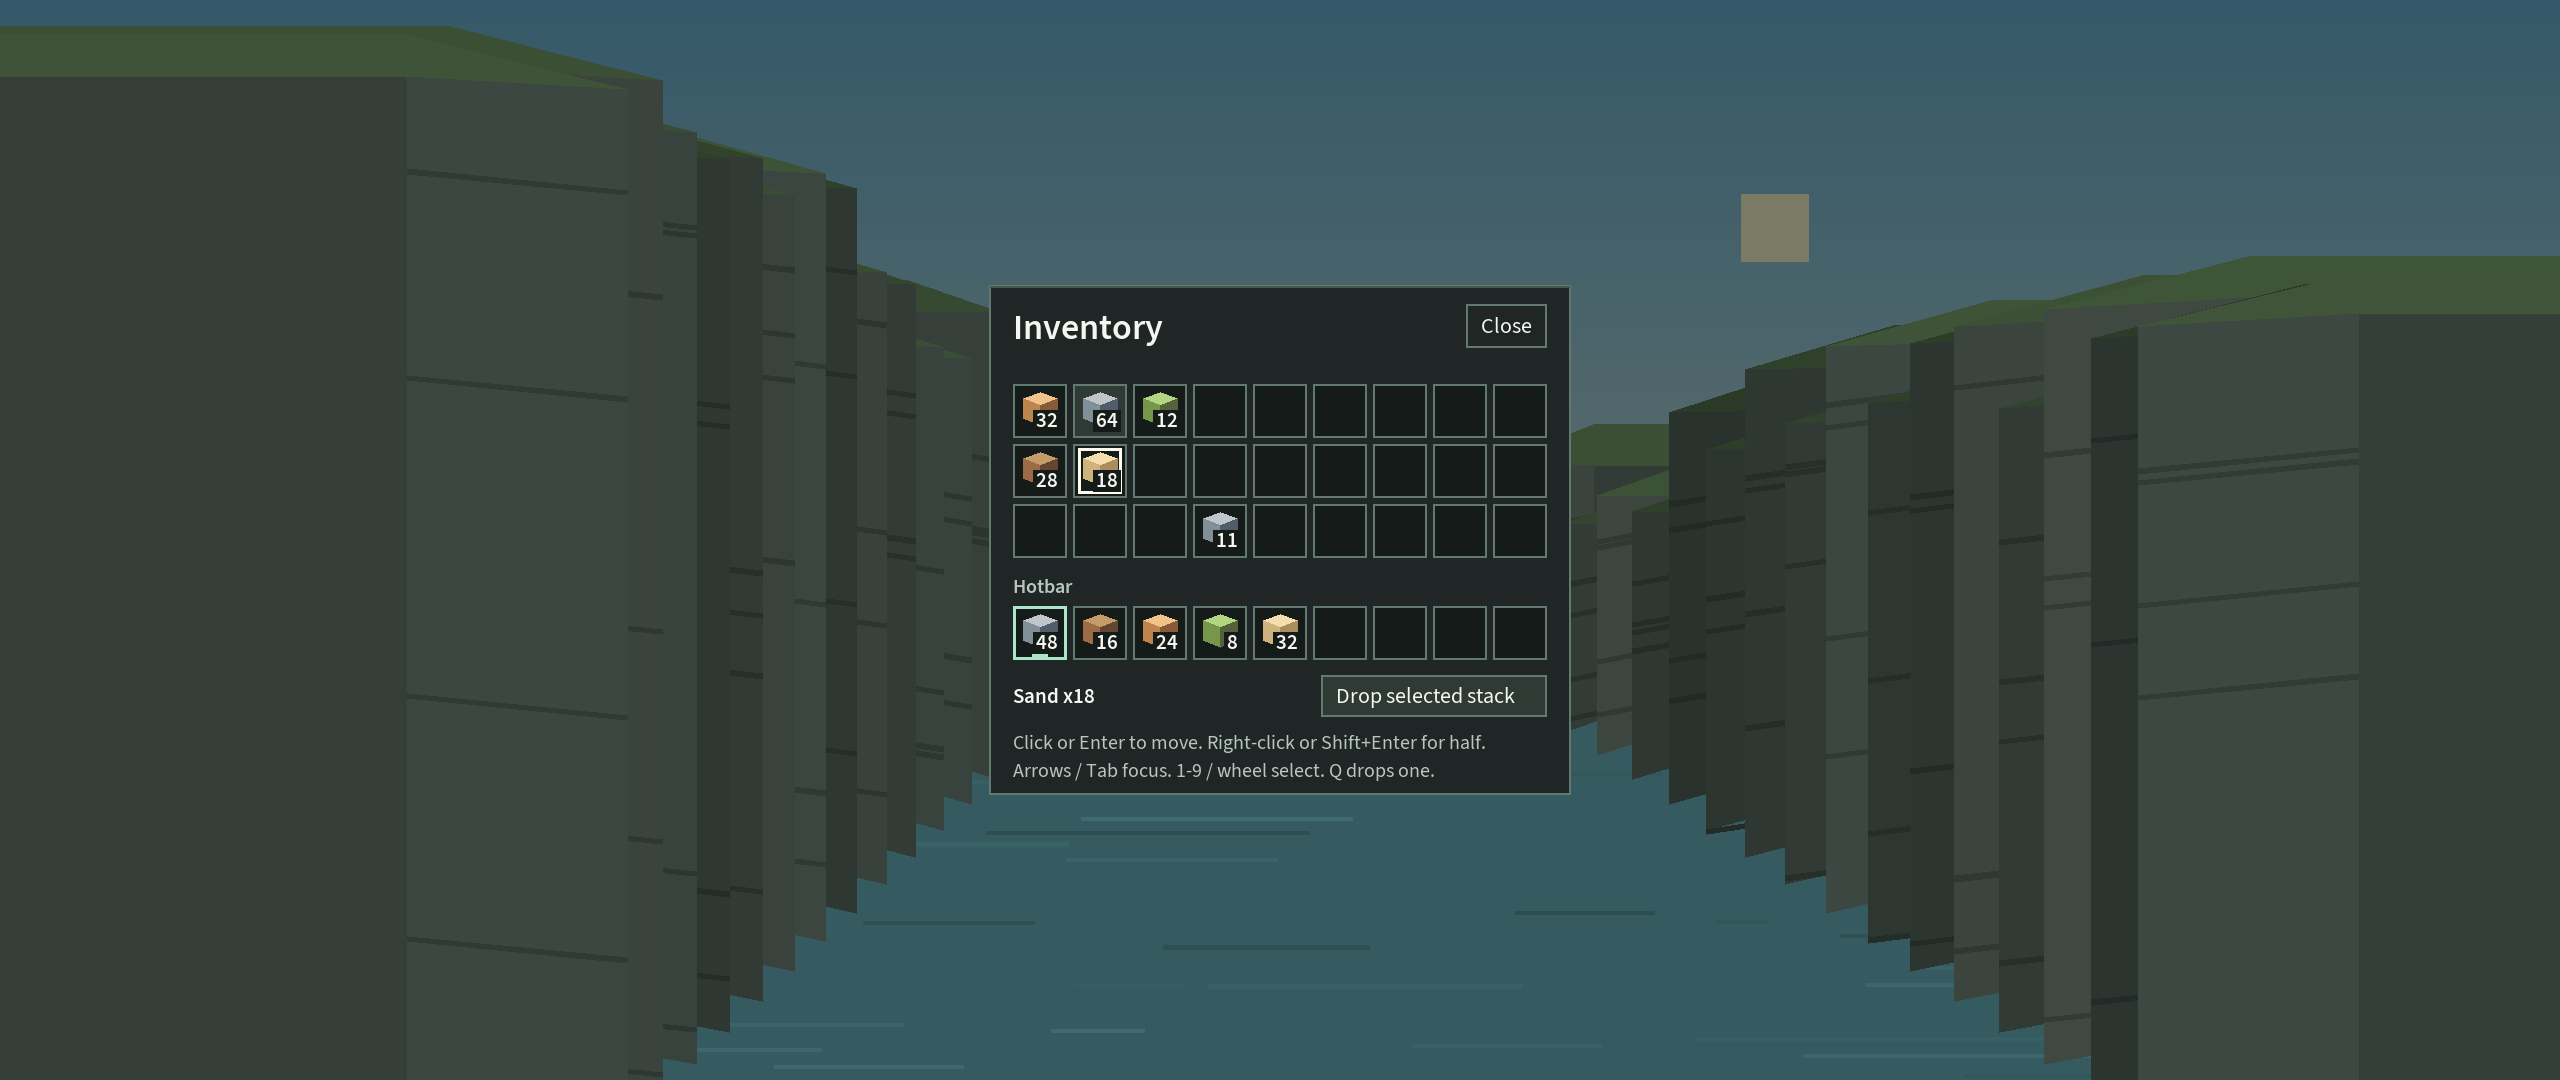 Inventory
Close
32 64 12
28 18
11
Hotbar
48 16 24 8 32
Sand x18
Drop selected stack
Click or Enter to move. Right-click or Shift+Enter for half.
Arrows / Tab focus. 1-9 / wheel select. Q drops one.